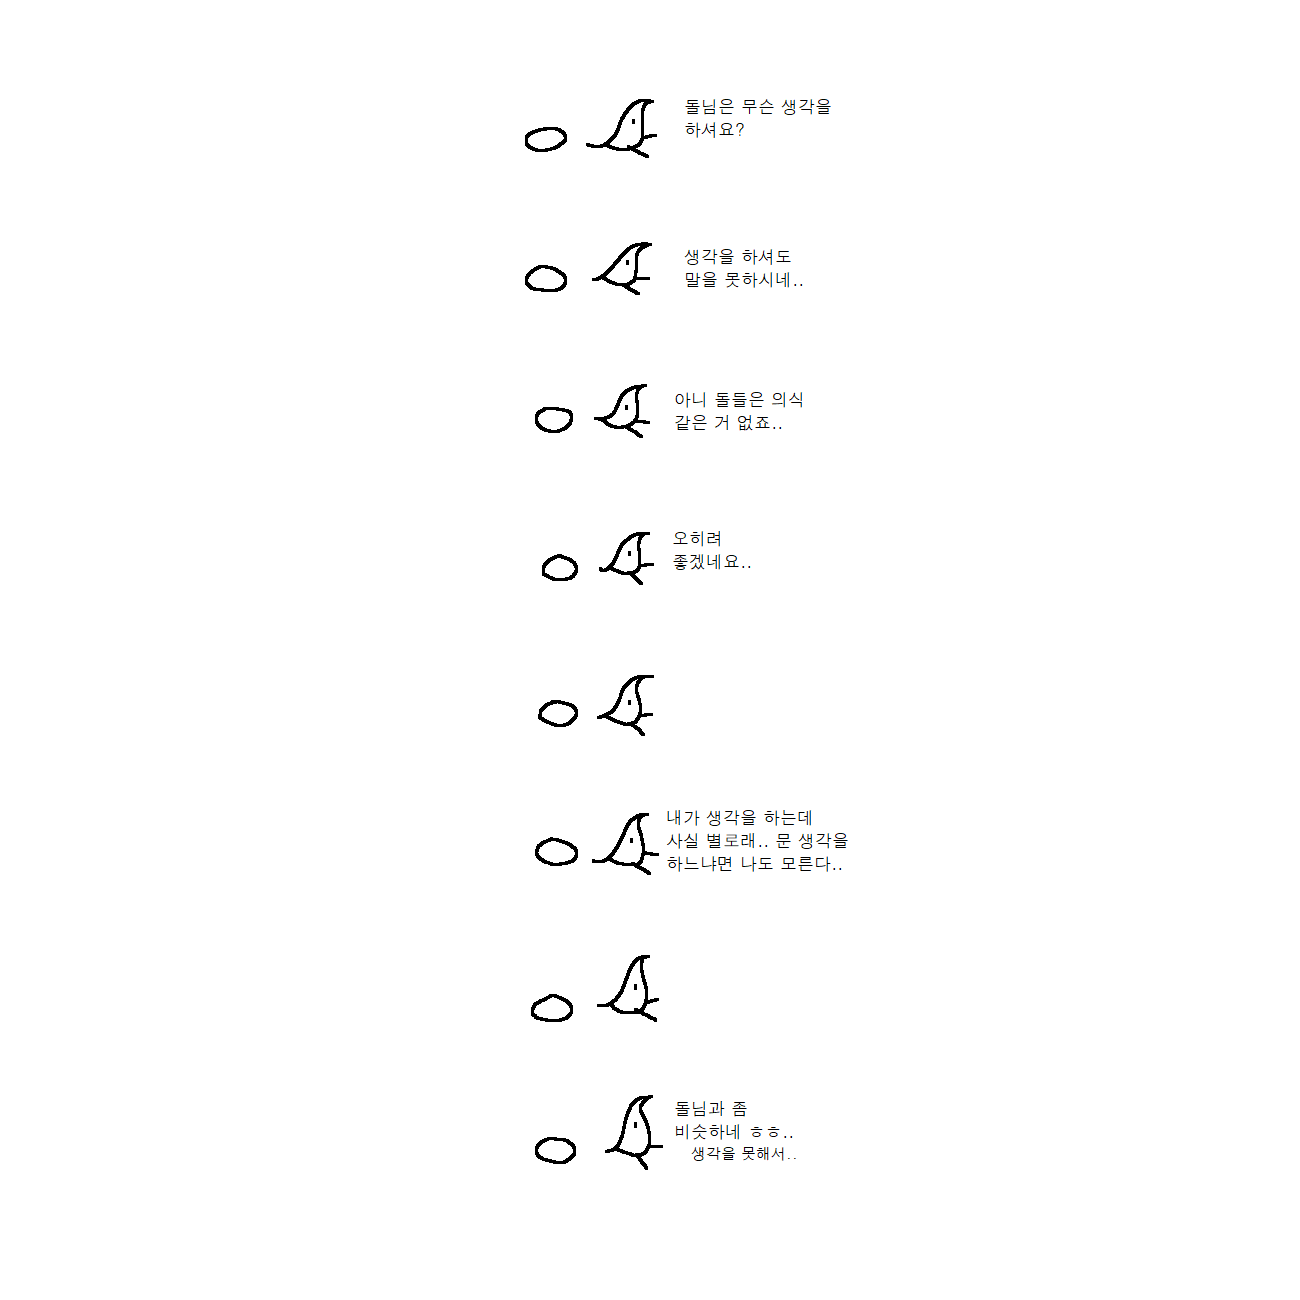 돌님은 무슨 생각을
하셔요?
생각을 하셔도
말을 못하시네..
아니 돌들은 의식
같은 거 없죠..
오히려
좋겠네요..
내가 생각을 하는데
사실 별로래.. 문 생각을
하느냐면 나도 모른다..
돌님과 좀
비슷하네 ㅎㅎ..
생각을 못해서..